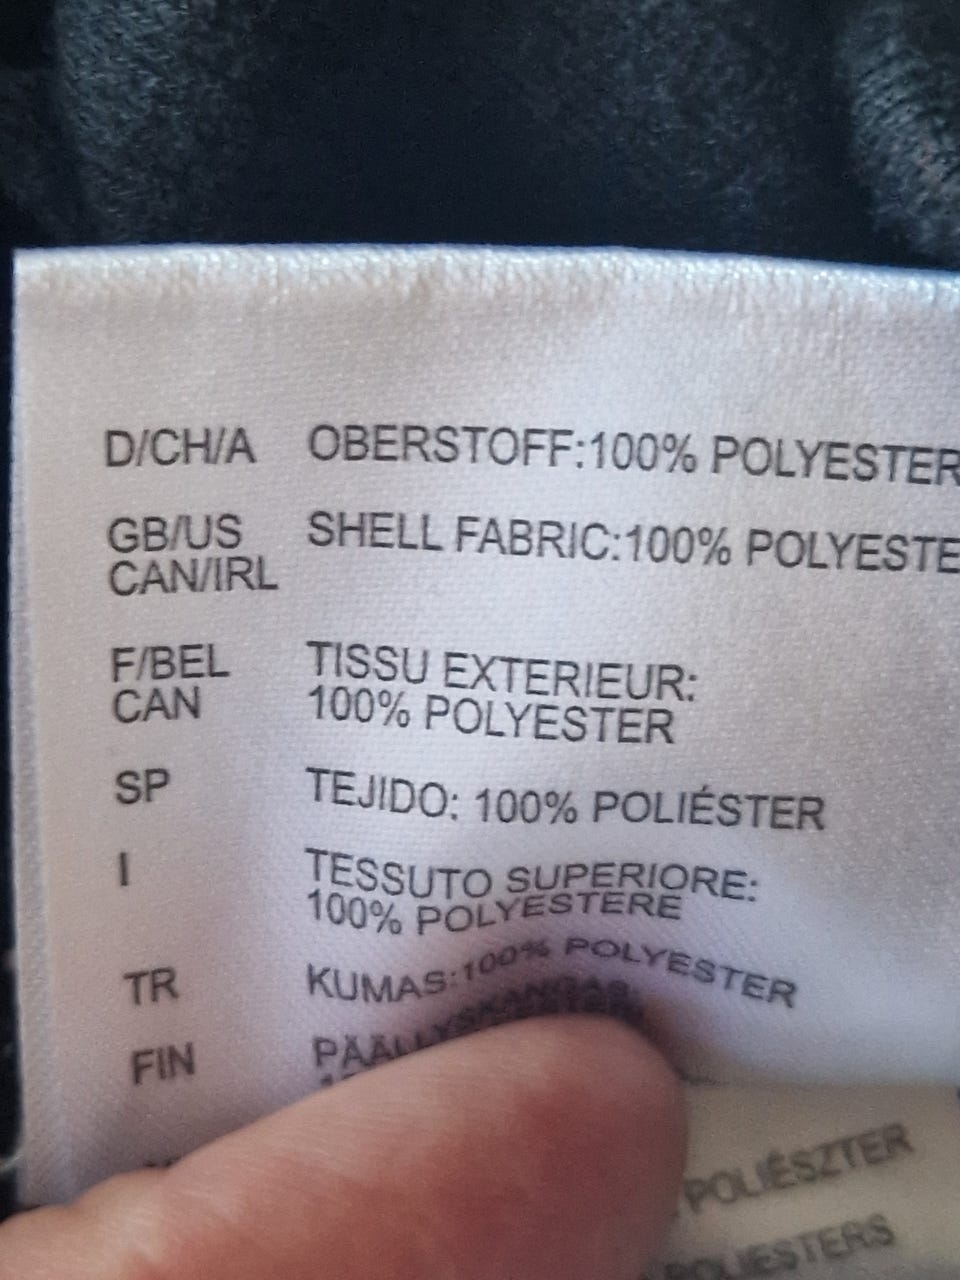 D/CH/A OBERSTOFF:100% POLYESTER
GB/US SHELL FABRIC:100% POLYESTE
CAN/IRL
F/BEL TISSU EXTERIEUR:
CAN 100% POLYESTER
SP TEJIDO: 100% POLIÉSTER
I TESSUTO SUPERIORE:
100% POLYESTERE
TR KUMAS:100% POLYESTER
FIN PÄÄLLYSKANGAS:
POLIÉSZTER
POLIESTERS